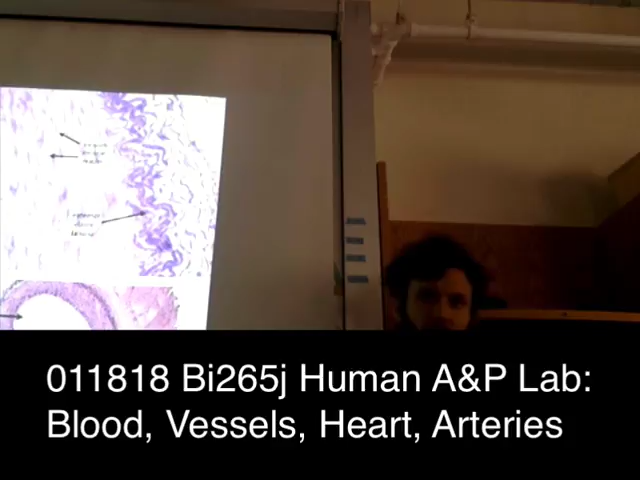 011818 Bi265j Human A&P Lab:
Blood, Vessels, Heart, Arteries